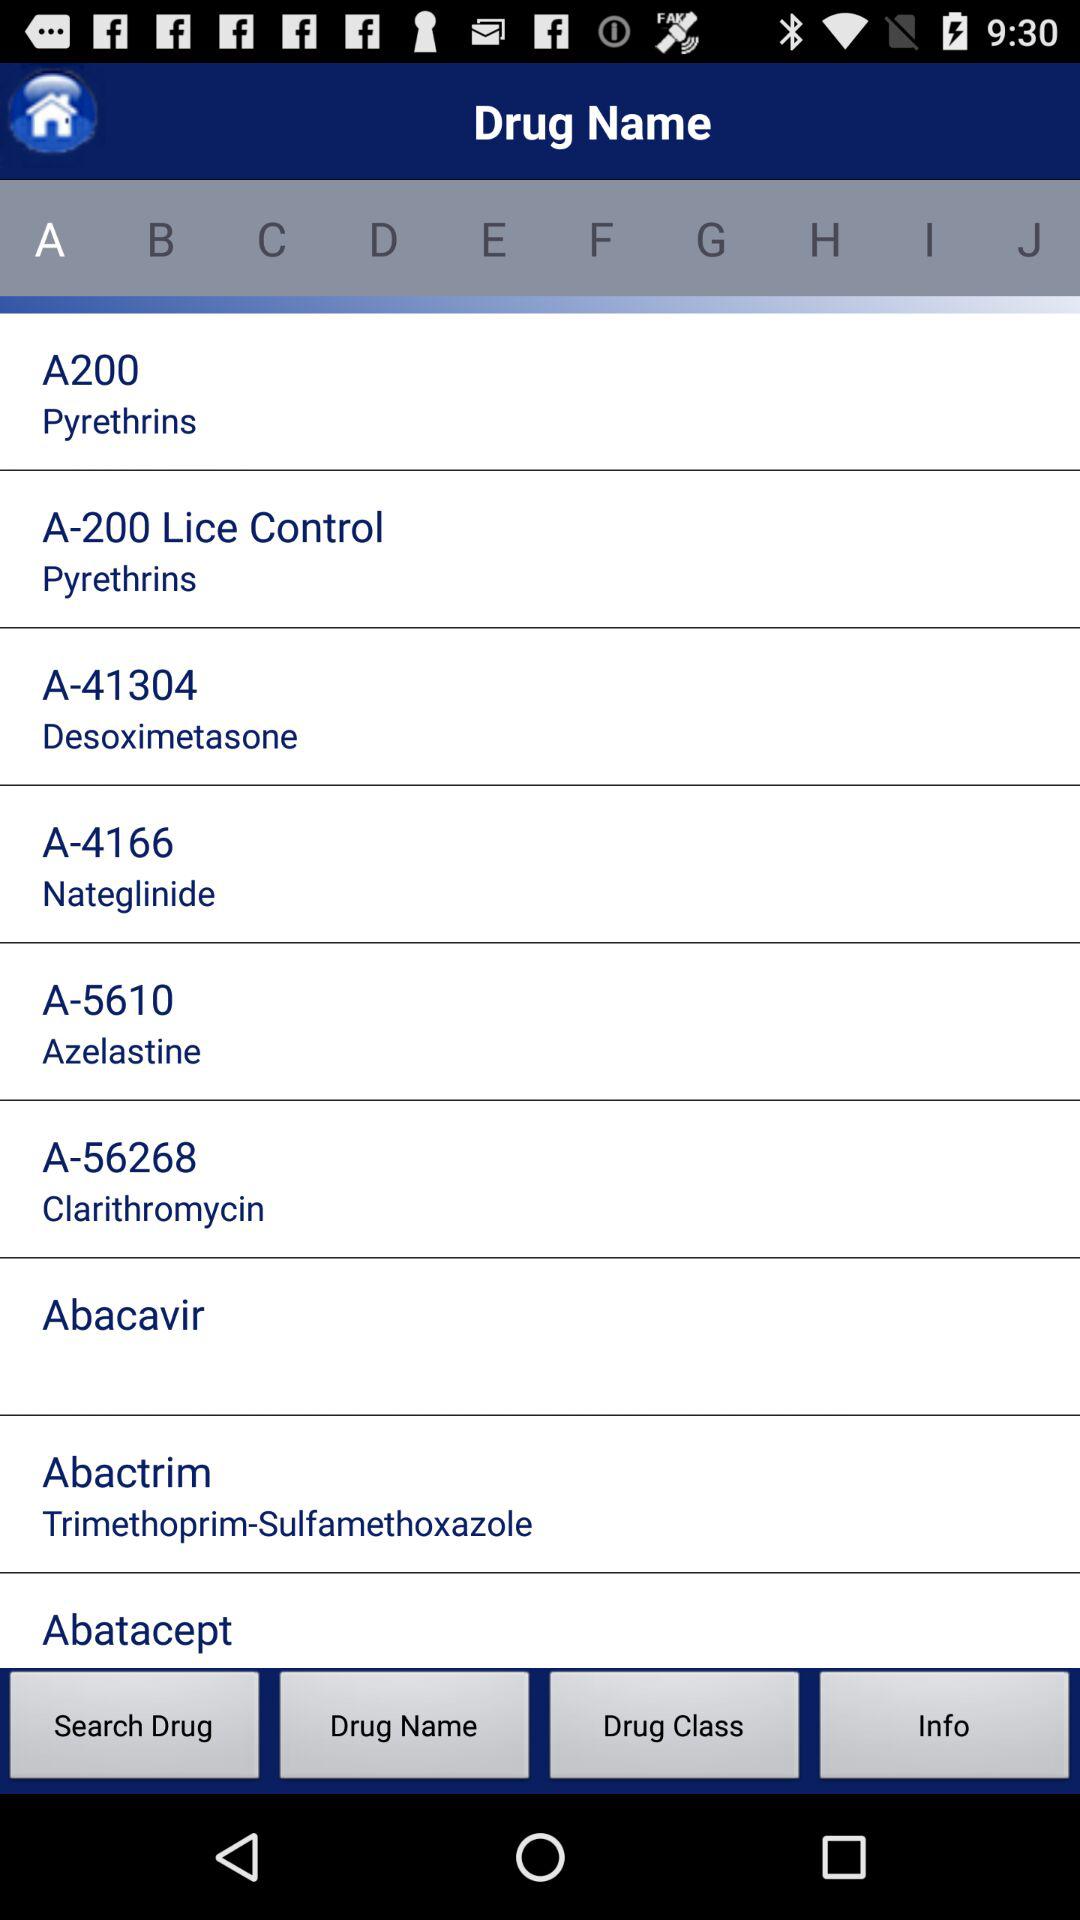 FAKE
9:30
Drug Name
A B C D E F G H I J
A200
Pyrethrins
A-200 Lice Control
Pyrethrins
A-41304
Desoximetasone
A-4166
Nateglinide
A-5610
Azelastine
A-56268
Clarithromycin
Abacavir
Abactrim
Trimethoprim-Sulfamethoxazole
Abatacept
Search Drug Drug Name Drug Class Info